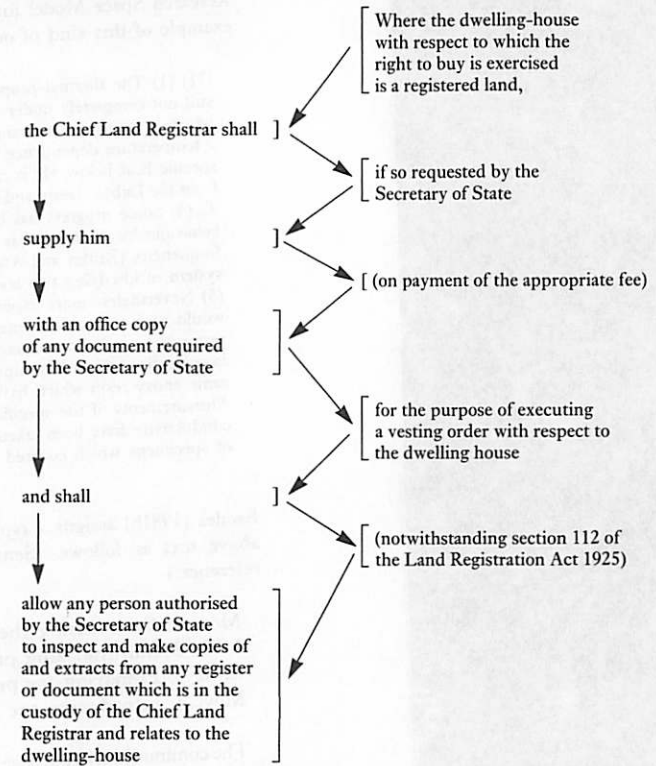 Where the dwelling-house
with respect to which the
right to buy is exercised
is a registered land,
the Chief Land Registrar shall
if so requested by the
Secretary of State
supply him
(on payment of the appropriate fee)
with an office copy
of any document required
by the Secretary of State
for the purpose of executing
a vesting order with respect to
the dwelling house
and shall
(notwithstanding section 112 of
the Land Registration Act 1925)
allow any person authorised
by the Secretary of State
to inspect and make copies of
and extracts from any register
or document which is in the
custody of the Chief Land
Registrar and relates to the
dwelling-house